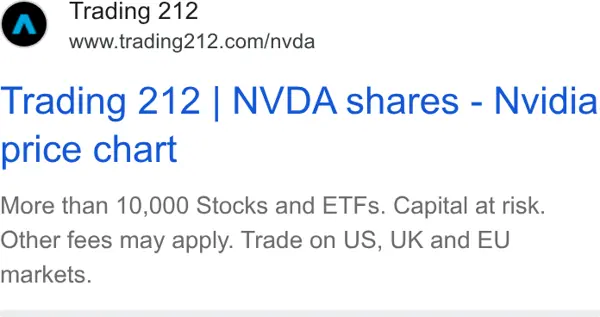 Trading 212
www.trading212.com/nvda
Trading 212 | NVDA shares - Nvidia
price chart
More than 10,000 Stocks and ETFs. Capital at risk.
Other fees may apply. Trade on US, UK and EU
markets.